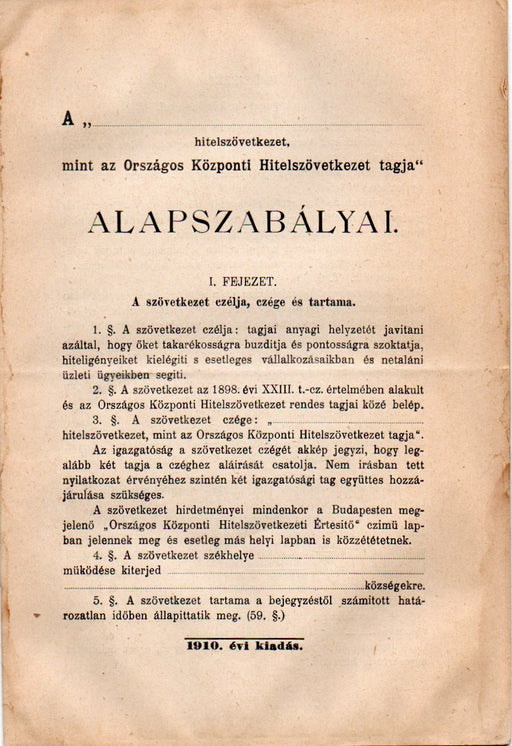 A „
hitelszövetkezet,
mint az Országos Központi Hitelszövetkezet tagja“
ALAPSZABÁLYAI.
I. FEJEZET.
A szövetkezet czélja, czége és tartama.
1. §. A szövetkezet czélja: tagjai anyagi helyzetét javitani
azáltal, hogy őket takarékosságra buzditja és pontosságra szoktatja,
hiteligényeiket kielégiti s esetleges vállalkozásaikban és netaláni
üzleti ügyeikben segiti.
2. §. A szövetkezet az 1898. évi XXIII. t.-cz. értelmében alakult
és az Országos Központi Hitelszövetkezet rendes tagjai közé belép.
3. §. A szövetkezet czége: „
hitelszövetkezet, mint az Országos Központi Hitelszövetkezet tagja“.
Az igazgatóság a szövetkezet czégét akkép jegyzi, hogy leg-
alább két tagja a czéghez aláirását csatolja. Nem irásban tett
nyilatkozat érvényéhez szintén két igazgatósági tag együttes hozzá-
járulása szükséges.
A szövetkezet hirdetményei mindenkor a Budapesten meg-
jelenő „Országos Központi Hitelszövetkezeti Értesitő“ czimü lap-
ban jelennek meg és esetleg más helyi lapban is közzététetnek.
4. §. A szövetkezet székhelye
müködése kiterjed
községekre.
5. §. A szövetkezet tartama a bejegyzéstől számitott hatá-
rozatlan időben állapittatik meg. (59. §.)
1910. évi kiadás.